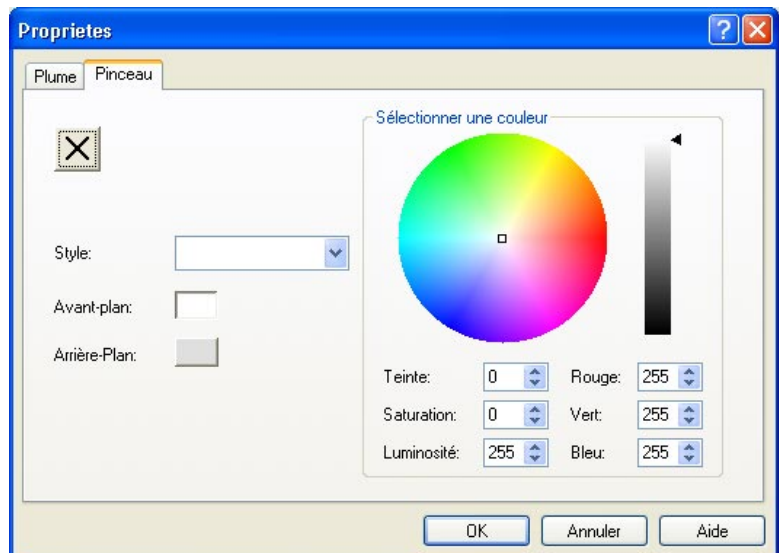 Proprietes
Plume Pinceau
Sélectionner une couleur
Style:
Avant-plan:
Arrière-Plan:
Teinte: 0 Rouge: 255
Saturation: 0 Vert: 255
Luminosité: 255 Bleu: 255
OK Annuler Aide